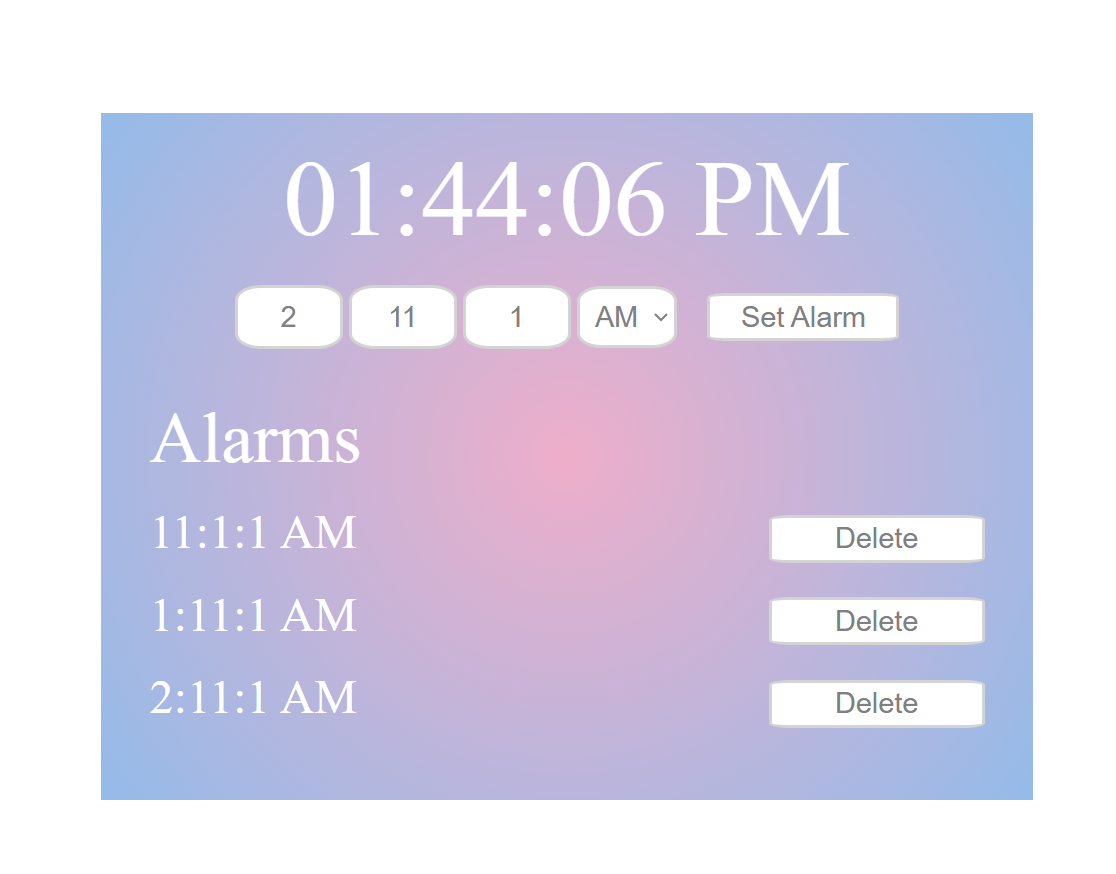 01:44:06 PM
2 11 1 AM Set Alarm
Alarms
11:1:1 AM Delete
1:11:1 AM Delete
2:11:1 AM Delete